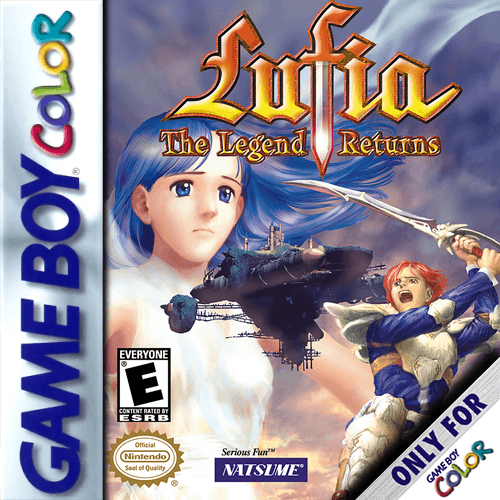 GAME BOY COLOR
Lufia
The Legend Returns
EVERYONE
E
CONTENT RATED BY
ESRB
Official
Nintendo
Seal of Quality
Serious Fun™
NATSUME®
ONLY FOR
GAME BOY
COLOR